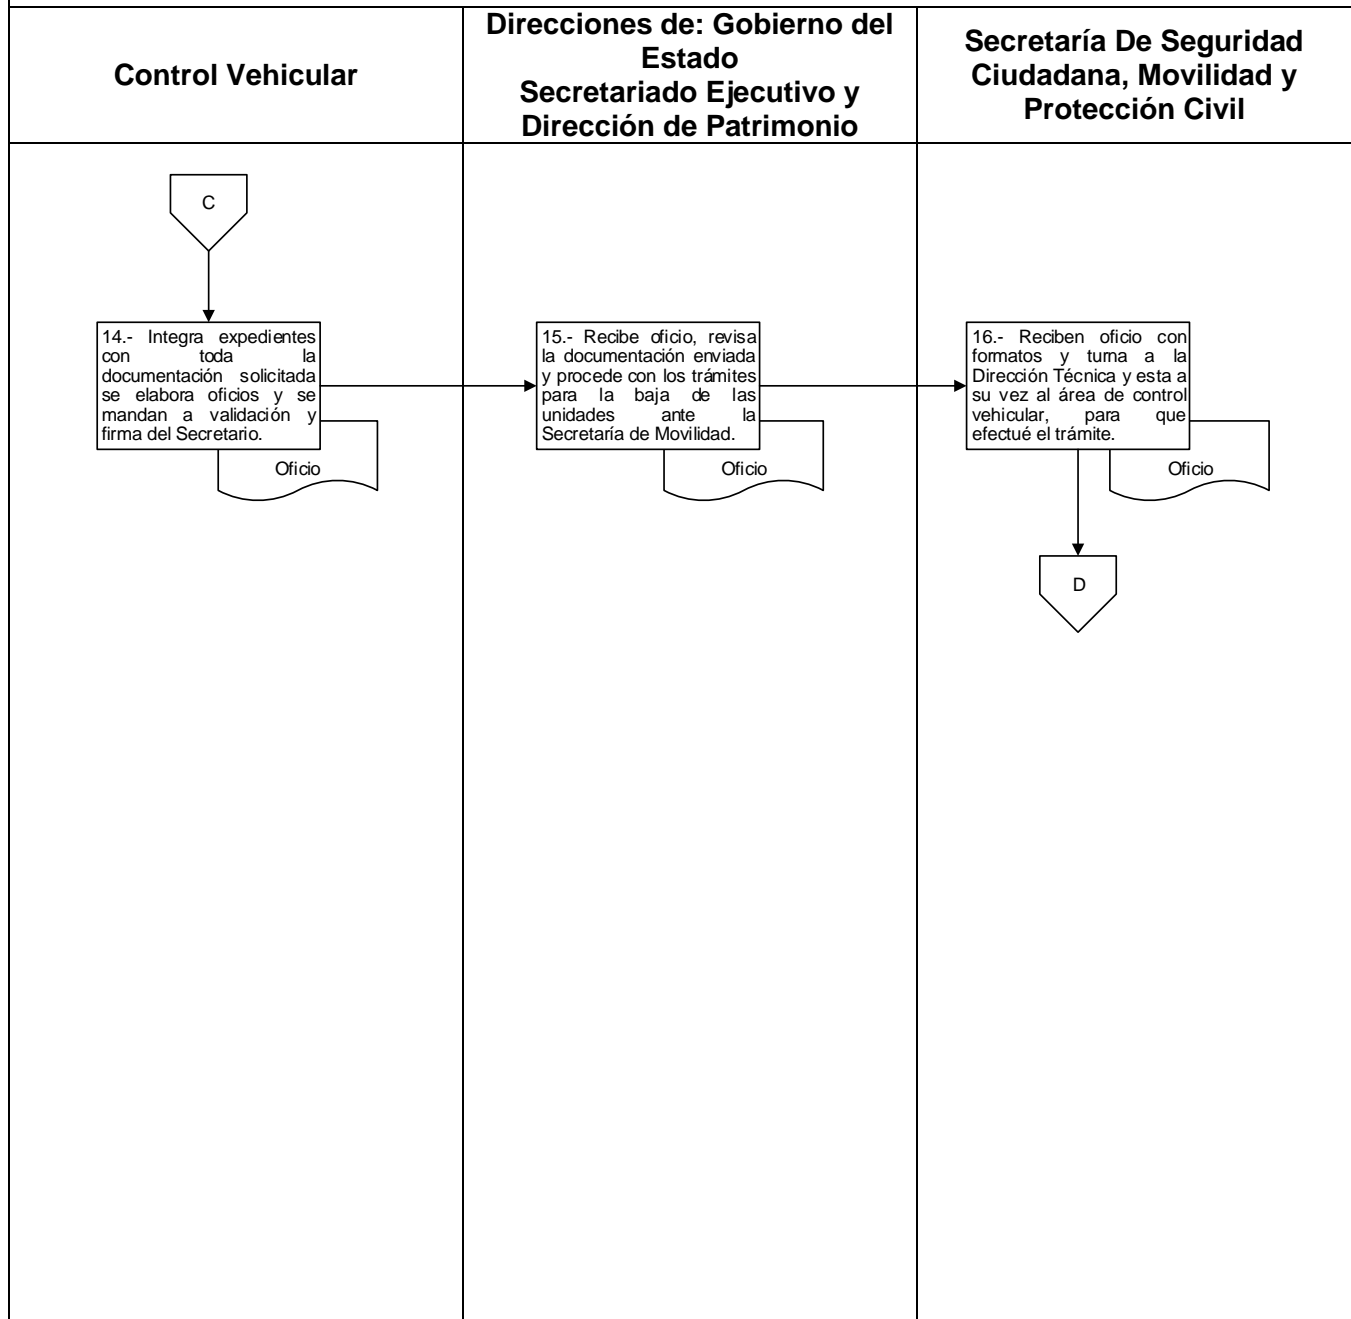 Control Vehicular
Direcciones de: Gobierno del
Estado
Secretariado Ejecutivo y
Dirección de Patrimonio
Secretaría De Seguridad
Ciudadana, Movilidad y
Protección Civil
C
14.- Integra expedientes
con toda la
documentación solicitada
se elabora oficios y se
mandan a validación y
firma del Secretario.
Oficio
15.- Recibe oficio, revisa
la documentación enviada
y procede con los trámites
para la baja de las
unidades ante la
Secretaría de Movilidad.
Oficio
16.- Reciben oficio con
formatos y turna a la
Dirección Técnica y esta a
su vez al área de control
vehicular, para que
efectué el trámite.
Oficio
D